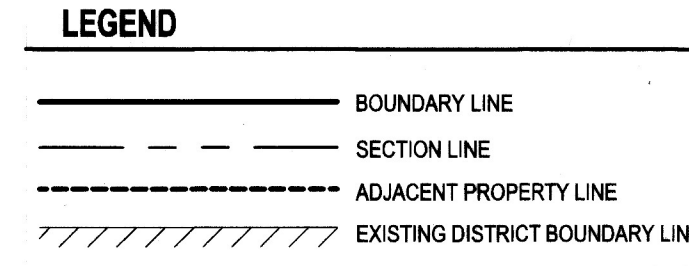 LEGEND
BOUNDARY LINE
SECTION LINE
ADJACENT PROPERTY LINE
EXISTING DISTRICT BOUNDARY LIN